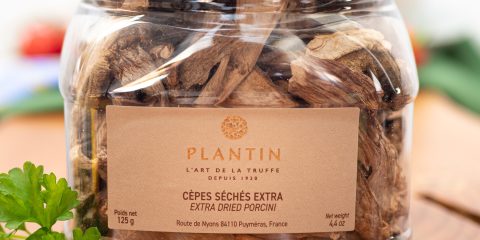 PLANTIN
L'ART DE LA TRUFFE
DEPUIS 1930
CÈPES SÉCHÉS EXTRA
EXTRA DRIED PORCINI
Poids net
125 g
Net weight
4,4 oz
Route de Nyons 84110 Puyméras, France